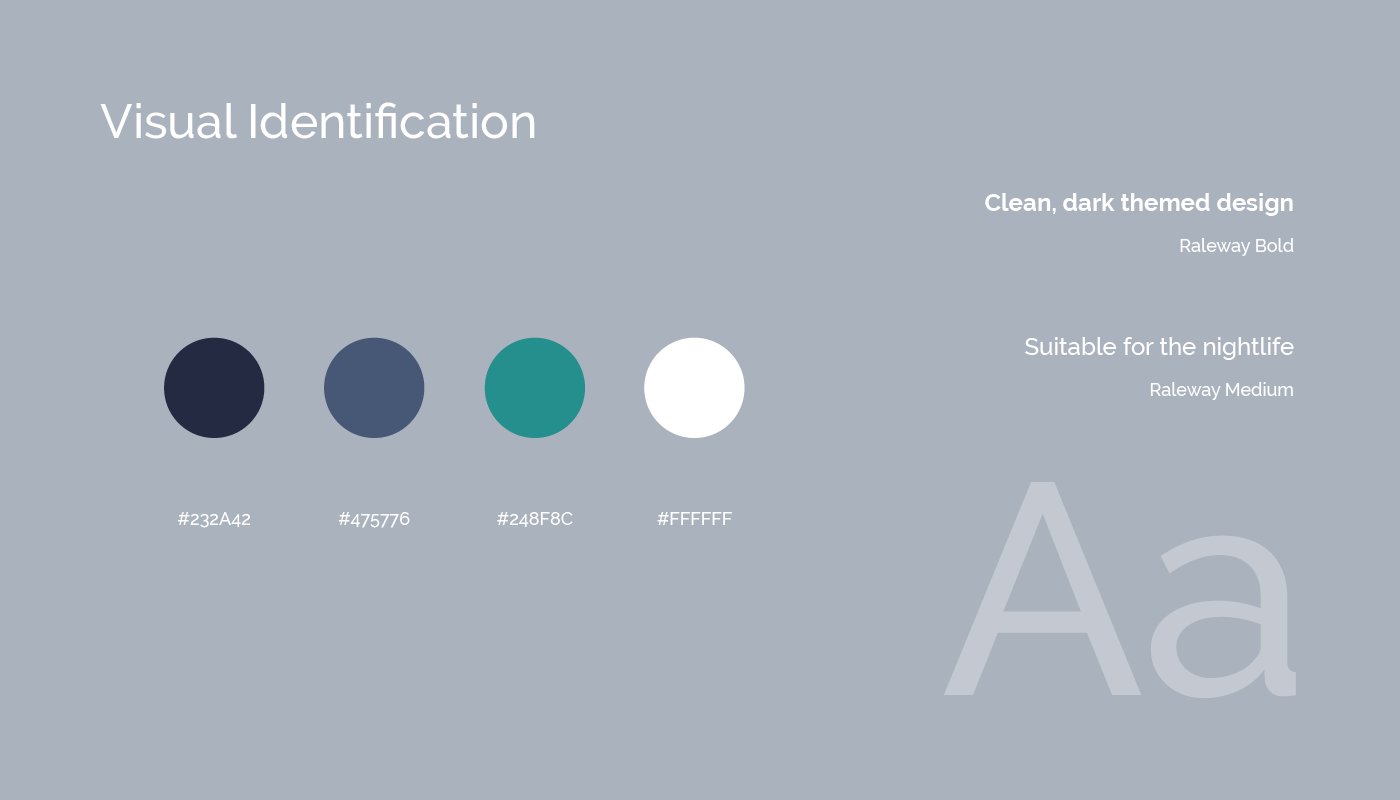 Visual Identification
Clean, dark themed design
Raleway Bold
Suitable for the nightlife
Raleway Medium
#232A42
#475776
#248F8C
#FFFFFF
Aa